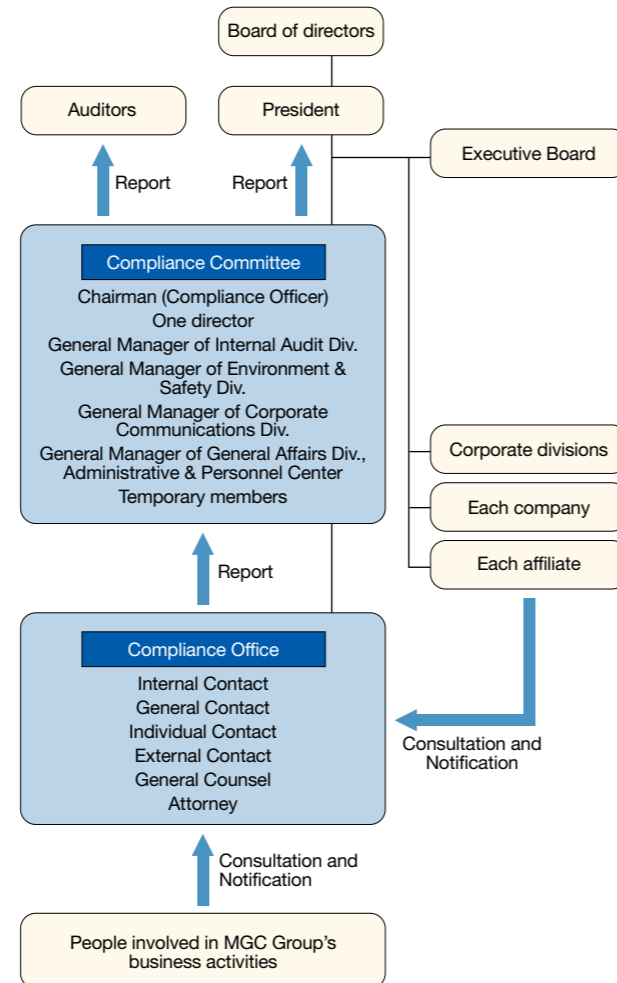 Board of directors
Auditors
President
Executive Board
Report
Report
Compliance Committee
Chairman (Compliance Officer)
One director
General Manager of Internal Audit Div.
General Manager of Environment &
Safety Div.
General Manager of Corporate
Communications Div.
General Manager of General Affairs Div.,
Administrative & Personnel Center
Temporary members
Corporate divisions
Each company
Each affiliate
Report
Compliance Office
Internal Contact
General Contact
Individual Contact
External Contact
General Counsel
Attorney
Consultation and
Notification
Consultation and
Notification
People involved in MGC Group's
business activities